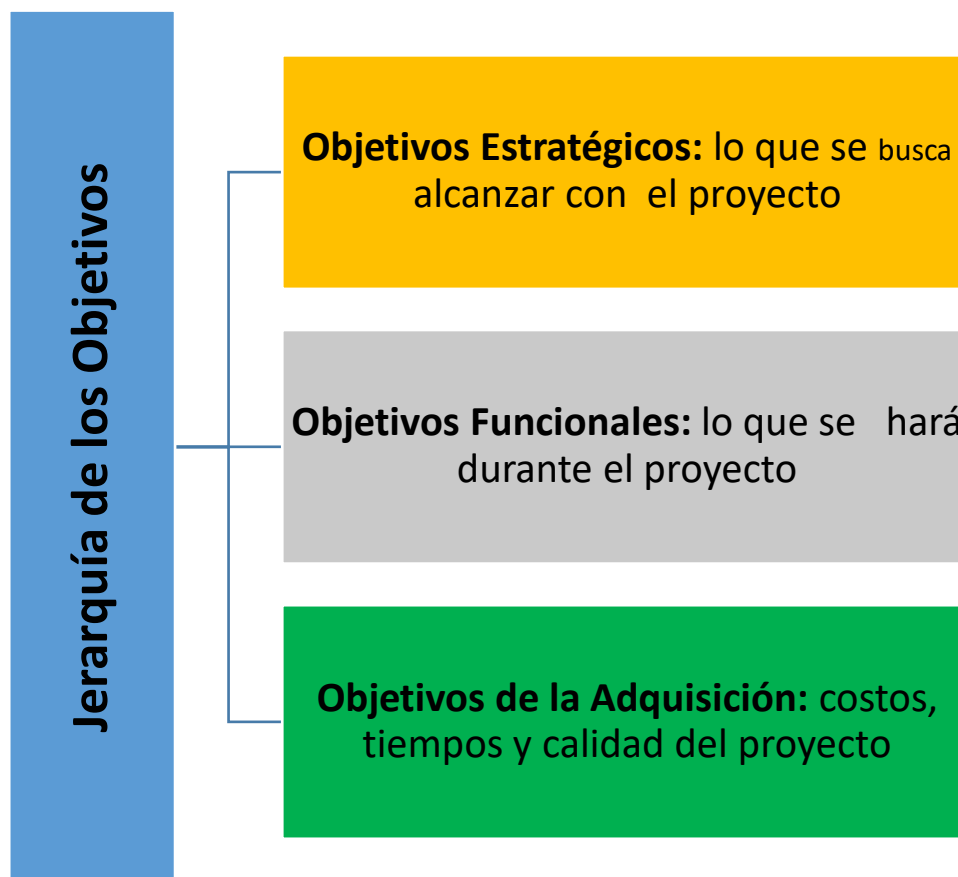 Jerarquía de los Objetivos
Objetivos Estratégicos: lo que se busca
alcanzar con el proyecto
Objetivos Funcionales: lo que se hará
durante el proyecto
Objetivos de la Adquisición: costos,
tiempos y calidad del proyecto